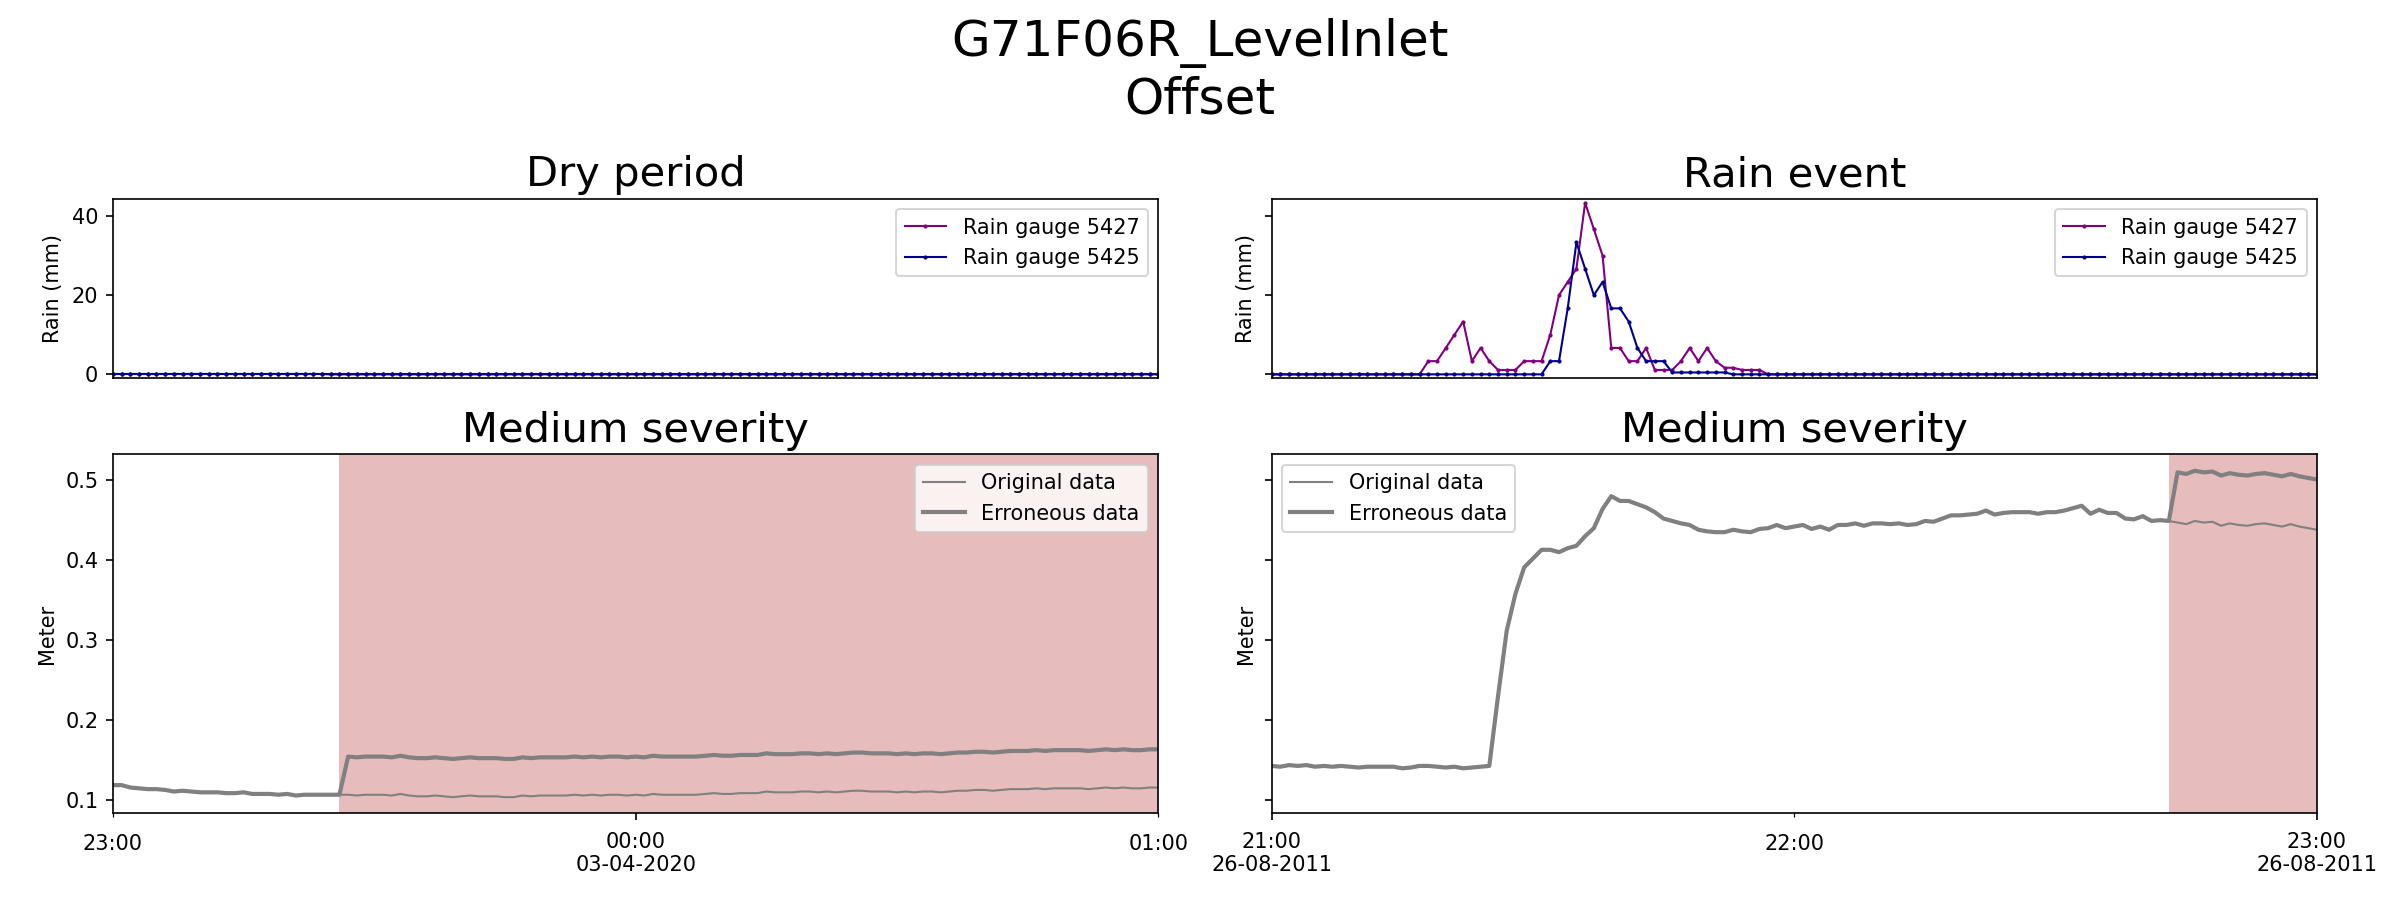 G71F06R_LevelInlet
Offset
Dry period
Rain event
40
20
0
Rain (mm)
Rain gauge 5427
Rain gauge 5425
Rain (mm)
Rain gauge 5427
Rain gauge 5425
Medium severity
Medium severity
0.5
0.4
0.3
0.2
0.1
Meter
Original data
Erroneous data
Meter
Original data
Erroneous data
23:00
00:00
03-04-2020
01:00
21:00
26-08-2011
22:00
23:00
26-08-2011